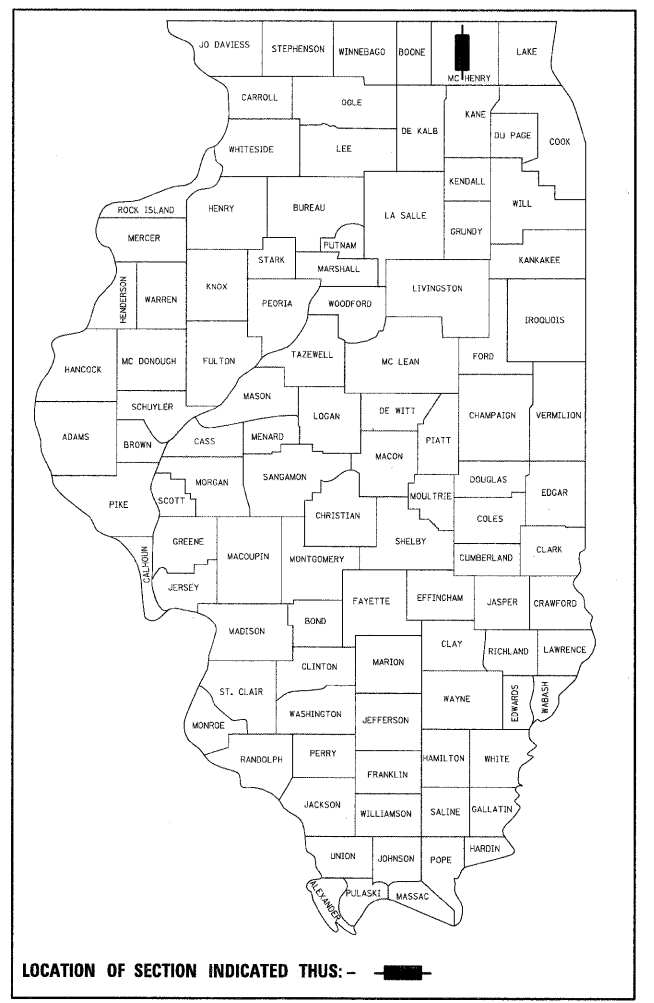 JO DAVIESS
STEPHENSON
WINNEBAGO
BOONE
MC HENRY
LAKE
CARROLL
OGLE
DE KALB
KANE
DU PAGE
COOK
WHITESIDE
LEE
KENDALL
WILL
ROCK ISLAND
HENRY
BUREAU
LA SALLE
GRUNDY
MERCER
PUTNAM
STARK
MARSHALL
KANKAKEE
HENDERSON
WARREN
KNOX
PEORIA
WOODFORD
LIVINGSTON
IROQUOIS
HANCOCK
MC DONOUGH
FULTON
TAZEWELL
MC LEAN
FORD
SCHUYLER
MASON
LOGAN
DE WITT
CHAMPAIGN
VERMILION
ADAMS
BROWN
CASS
MENARD
MACON
PIATT
PIKE
SCOTT
MORGAN
SANGAMON
CHRISTIAN
MOULTRIE
DOUGLAS
EDGAR
COLES
CALHOUN
GREENE
MACOUPIN
MONTGOMERY
SHELBY
CUMBERLAND
CLARK
JERSEY
FAYETTE
EFFINGHAM
JASPER
CRAWFORD
MADISON
BOND
CLAY
RICHLAND
LAWRENCE
CLINTON
MARION
ST. CLAIR
WAYNE
EDWARDS
WABASH
MONROE
WASHINGTON
JEFFERSON
RANDOLPH
PERRY
HAMILTON
WHITE
FRANKLIN
JACKSON
WILLIAMSON
SALINE
GALLATIN
UNION
JOHNSON
POPE
HARDIN
ALEXANDER
PULASKI
MASSAC
LOCATION OF SECTION INDICATED THUS: -